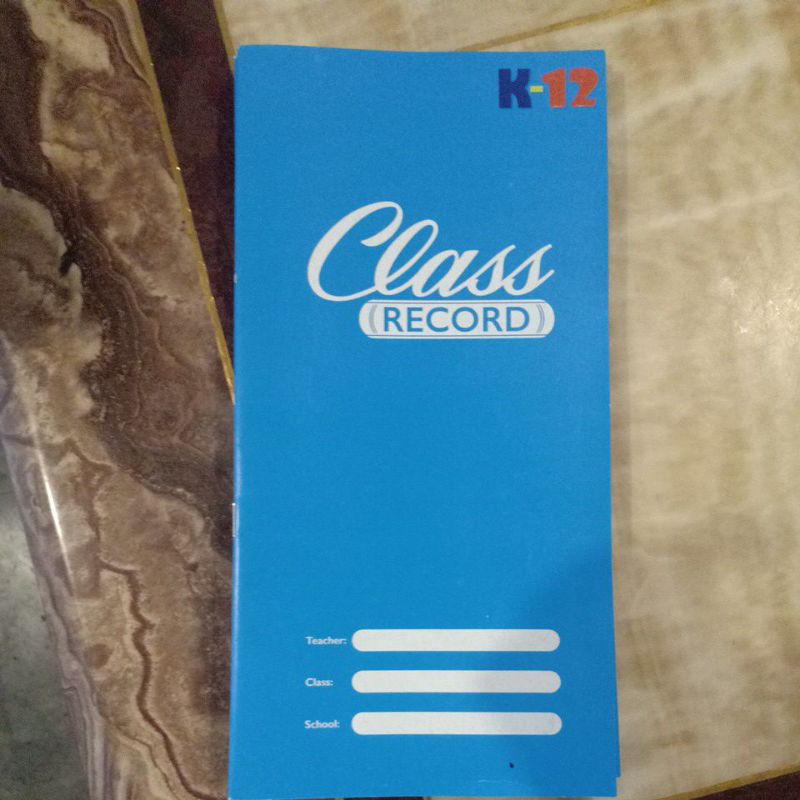 K-12
Class
RECORD
Teacher:
Class:
School: